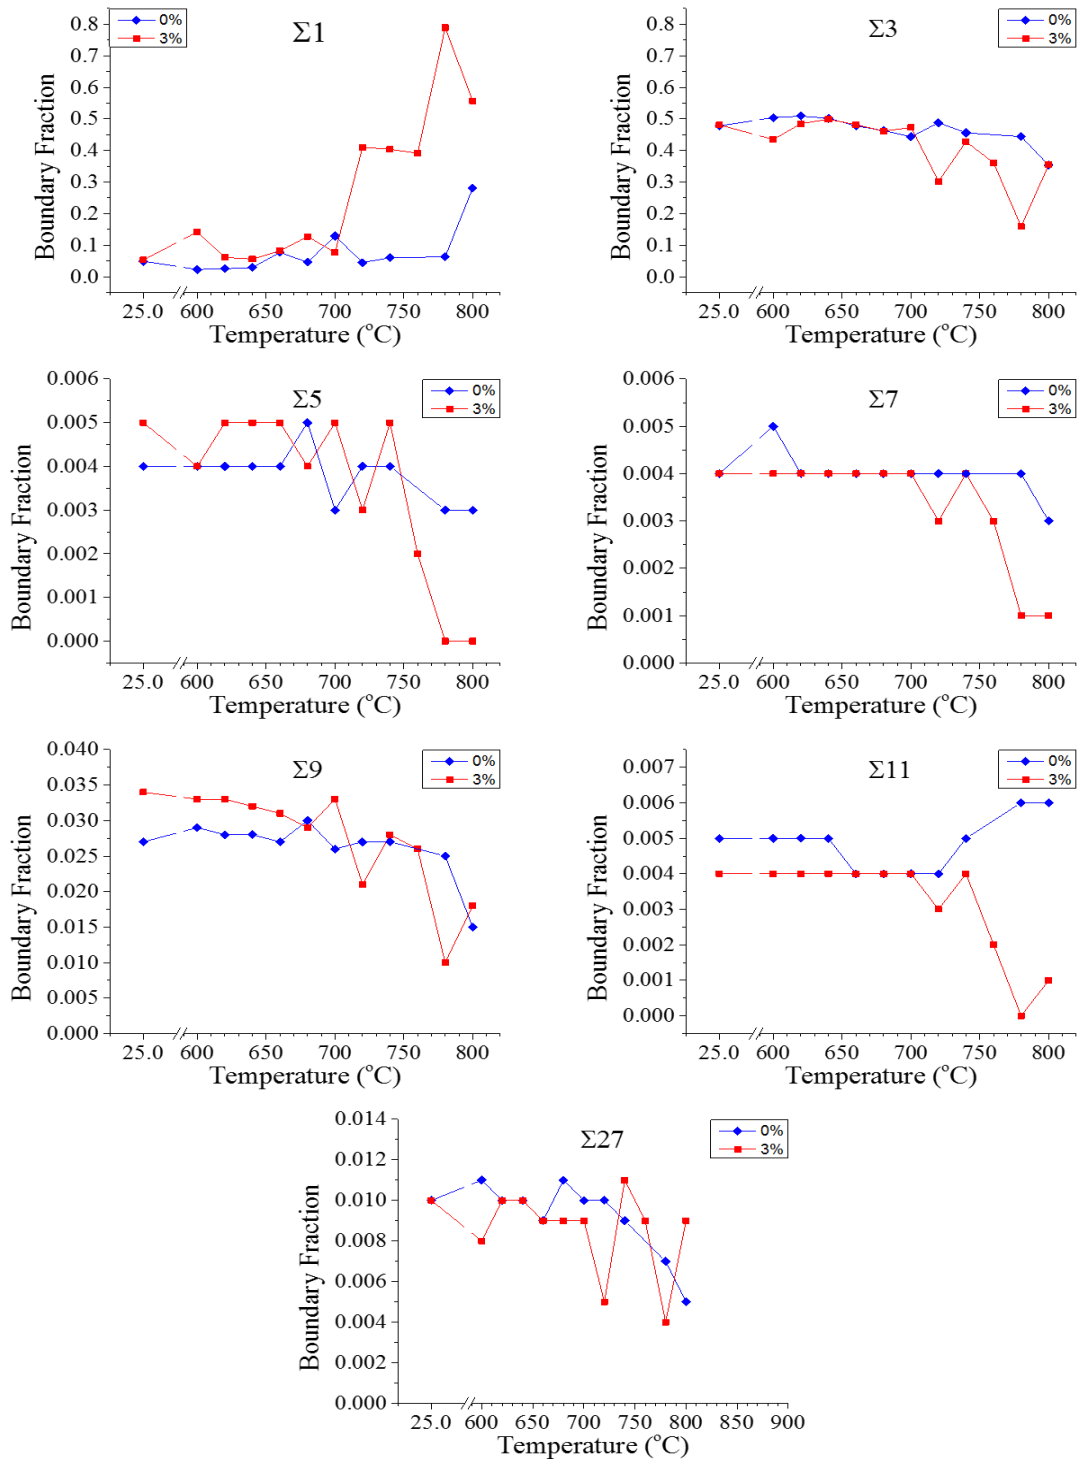 Σ1
0%
3%
Boundary Fraction
0.8
0.7
0.6
0.5
0.4
0.3
0.2
0.1
0.0
25.0 600 650 700 750 800
Temperature (°C)
Σ3
0%
3%
Boundary Fraction
0.8
0.7
0.6
0.5
0.4
0.3
0.2
0.1
0.0
25.0 600 650 700 750 800
Temperature (°C)
Σ5
0%
3%
Boundary Fraction
0.006
0.005
0.004
0.003
0.002
0.001
0.000
25.0 600 650 700 750 800
Temperature (°C)
Σ7
0%
3%
Boundary Fraction
0.006
0.005
0.004
0.003
0.002
0.001
0.000
25.0 600 650 700 750 800
Temperature (°C)
Σ9
0%
3%
Boundary Fraction
0.040
0.035
0.030
0.025
0.020
0.015
0.010
0.005
0.000
25.0 600 650 700 750 800
Temperature (°C)
Σ11
0%
3%
Boundary Fraction
0.007
0.006
0.005
0.004
0.003
0.002
0.001
0.000
25.0 600 650 700 750 800
Temperature (°C)
Σ27
0%
3%
Boundary Fraction
0.014
0.012
0.010
0.008
0.006
0.004
0.002
0.000
25.0 600 650 700 750 800 850 900
Temperature (°C)